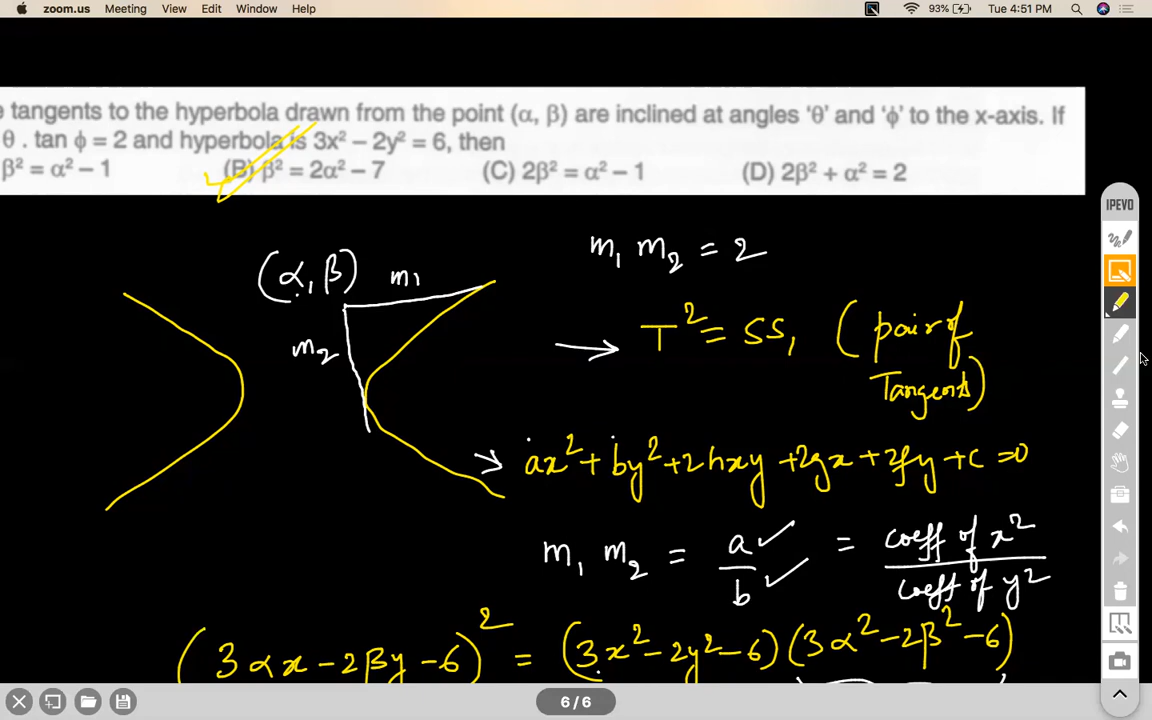 zoom.us Meeting View Edit Window Help 93% Tue 4:51 PM
e tangents to the hyperbola drawn from the point (α, β) are inclined at angles ‘θ’ and ‘ϕ’ to the x-axis. If
θ . tan ϕ = 2 and hyperbola is 3x² – 2y² = 6, then
β² = α² – 1 (B) β² = 2α² – 7 (C) 2β² = α² – 1 (D) 2β² + α² = 2
IPEVO
m₁ m₂ = 2
(α, β) m₁
m₂
T² = SS₁ (pair of
Tangents)
ax² + by² + 2hxy + 2gx + 2fy + c = 0
m₁ m₂ = a/b = coeff of x²/coeff of y²
(3αx – 2βy – 6)² = (3x² – 2y² – 6)(3α² – 2β² – 6)
6/6